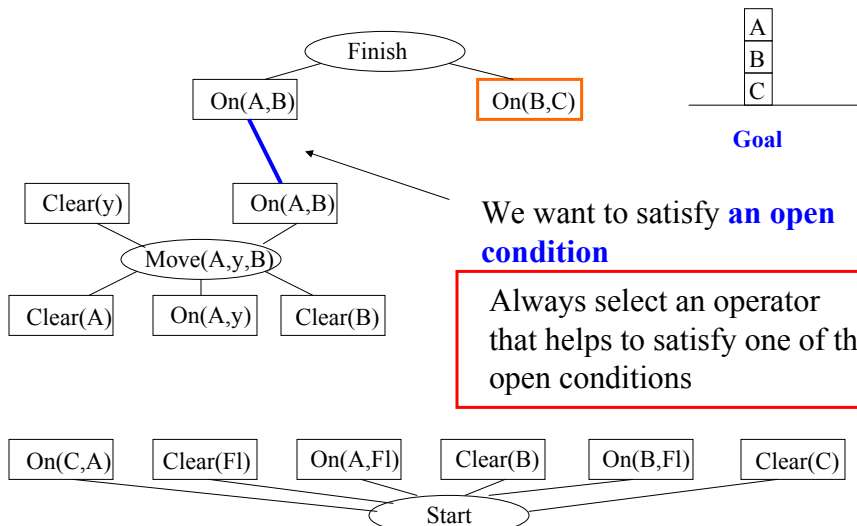 Finish
On(A,B)
On(B,C)
A
B
C
Goal
Clear(y)
On(A,B)
Move(A,y,B)
Clear(A)
On(A,y)
Clear(B)
We want to satisfy an open
condition
Always select an operator
that helps to satisfy one of th
open conditions
On(C,A)
Clear(Fl)
On(A,Fl)
Clear(B)
On(B,Fl)
Clear(C)
Start